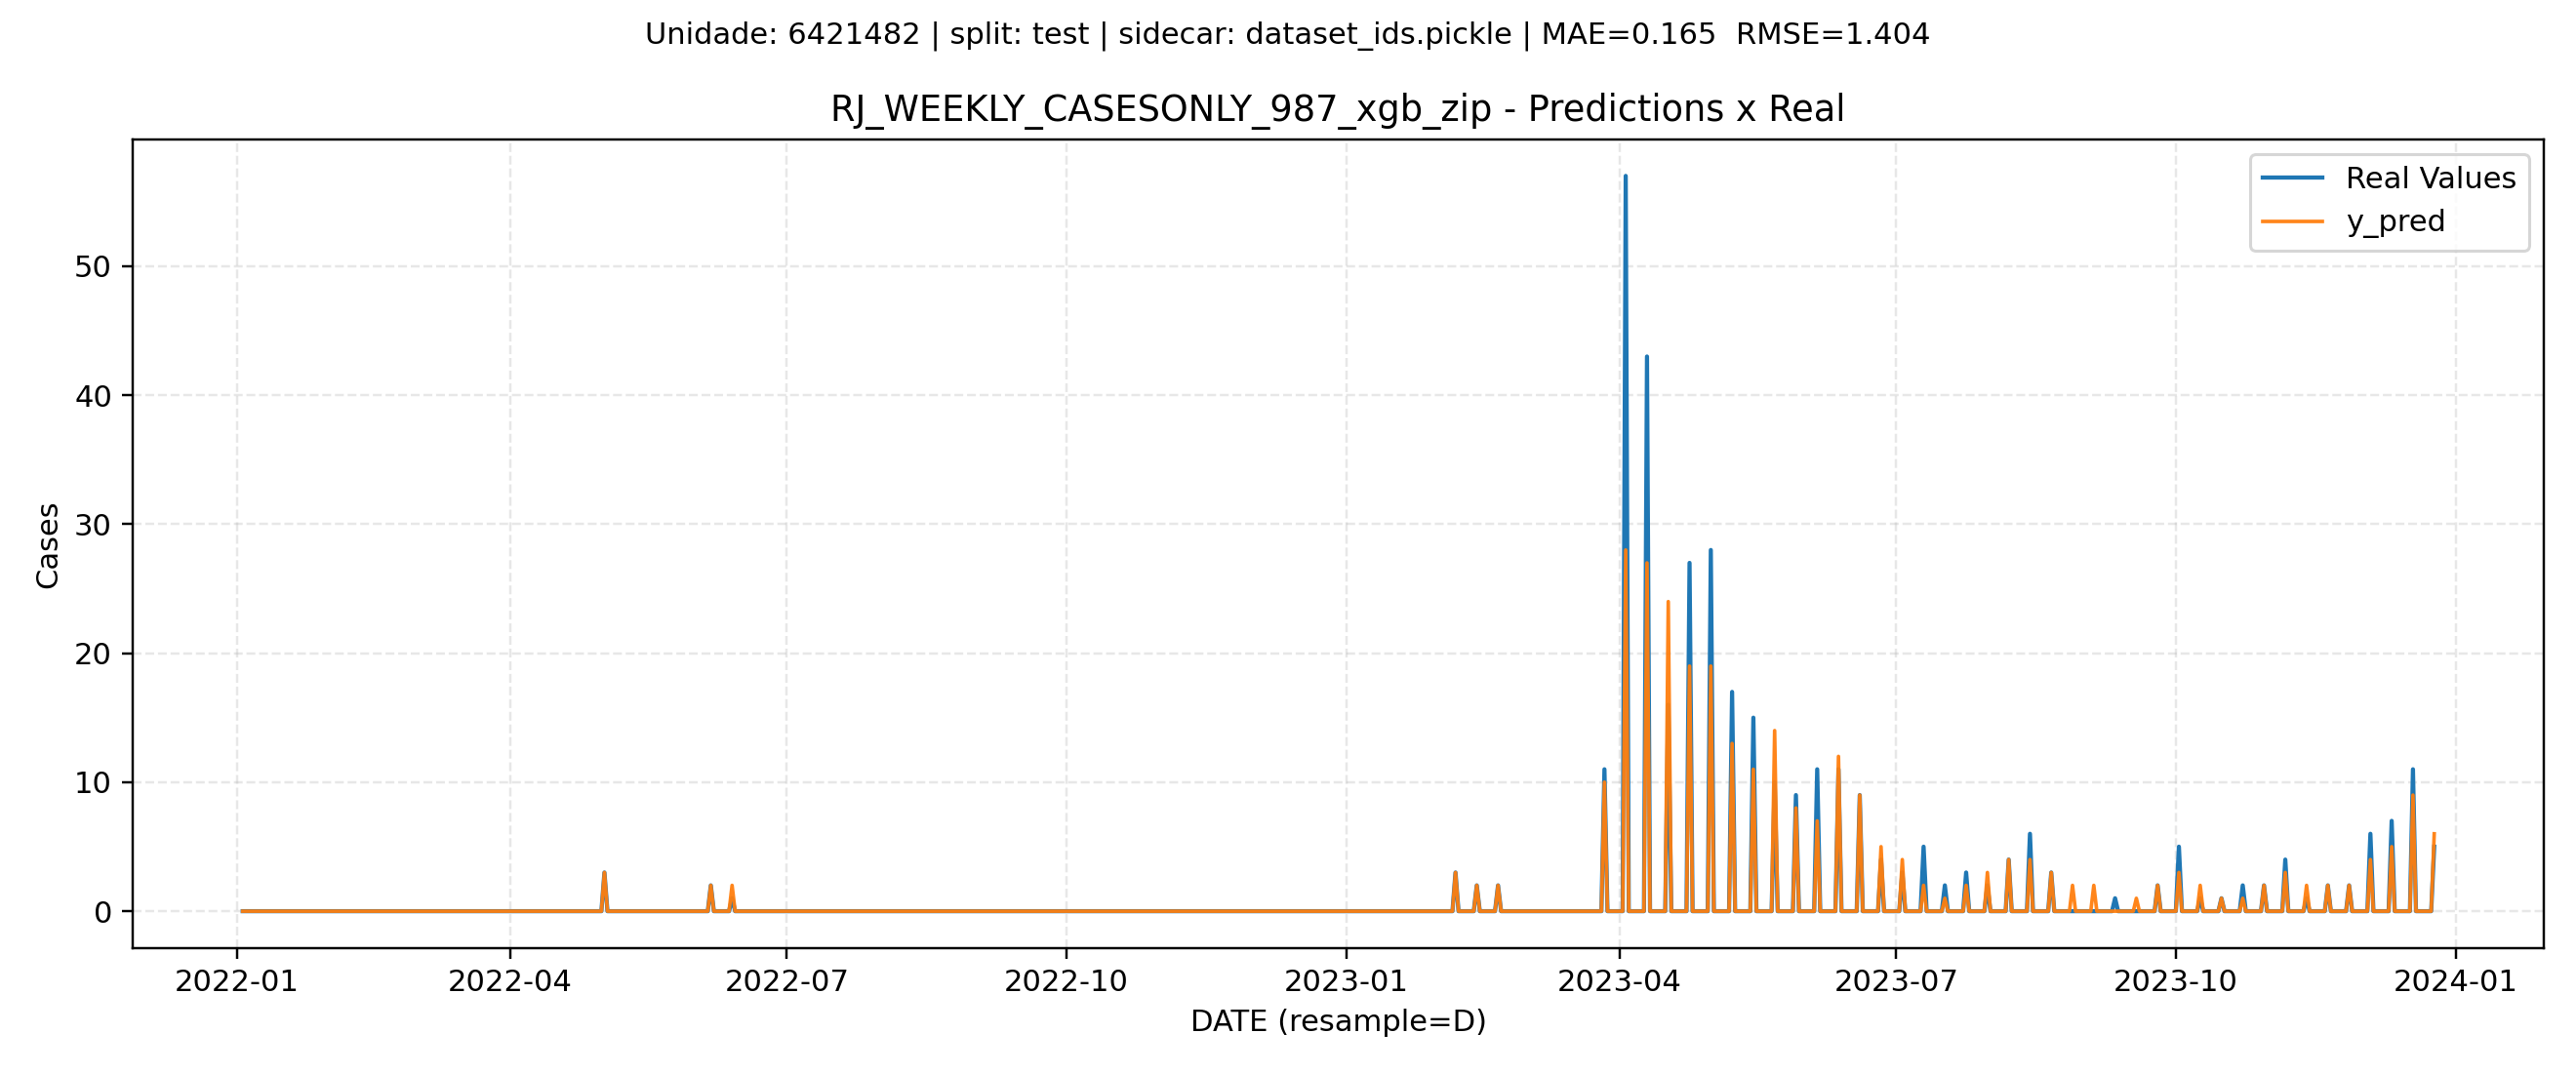 Unidade: 6421482 | split: test | sidecar: dataset_ids.pickle | MAE=0.165  RMSE=1.404
RJ_WEEKLY_CASESONLY_987_xgb_zip - Predictions x Real
Real Values
y_pred
Cases
50
40
30
20
10
0
2022-01
2022-04
2022-07
2022-10
2023-01
2023-04
2023-07
2023-10
2024-01
DATE (resample=D)